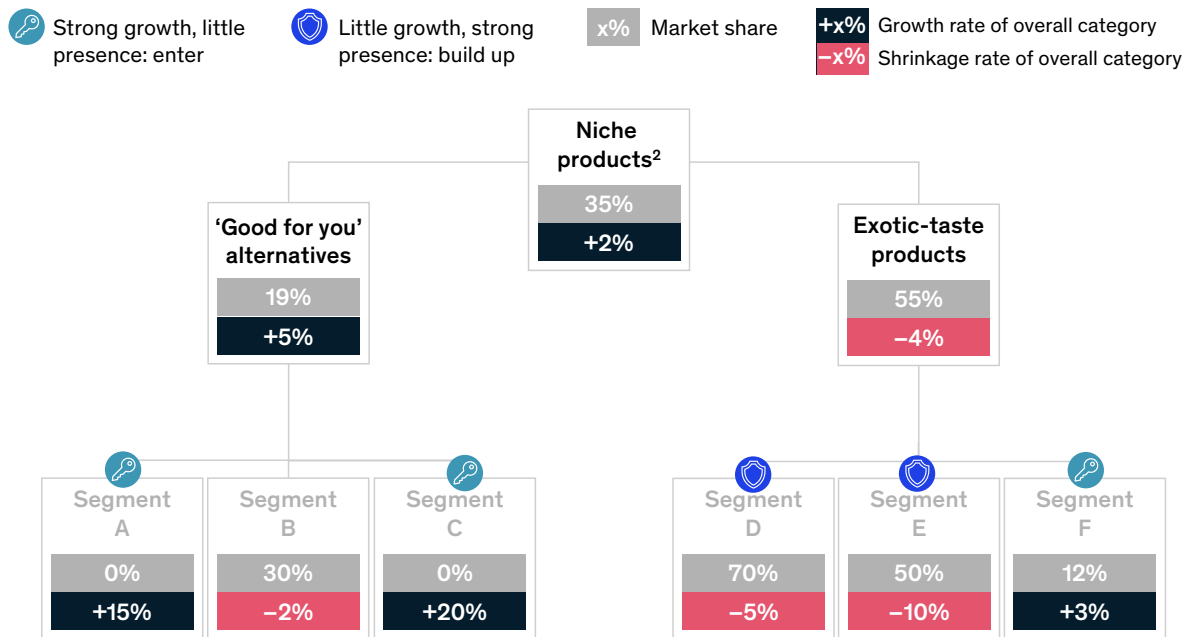 Strong growth, little
presence: enter
Little growth, strong
presence: build up
x%
Market share
+x%
Growth rate of overall category
–x%
Shrinkage rate of overall category
Niche
products²
35%
+2%
‘Good for you’
alternatives
19%
+5%
Exotic-taste
products
55%
–4%
Segment
A
0%
+15%
Segment
B
30%
–2%
Segment
C
0%
+20%
Segment
D
70%
–5%
Segment
E
50%
–10%
Segment
F
12%
+3%